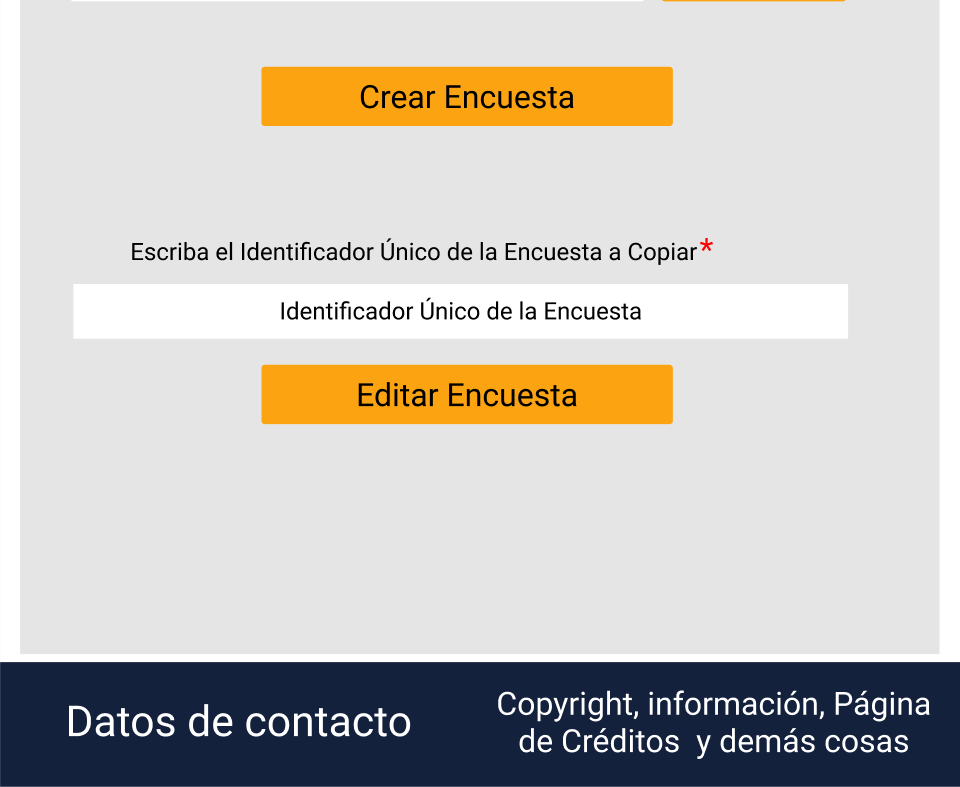 Crear Encuesta
Escriba el Identificador Único de la Encuesta a Copiar*
Identificador Único de la Encuesta
Editar Encuesta
Datos de contacto
Copyright, información, Página
de Créditos y demás cosas